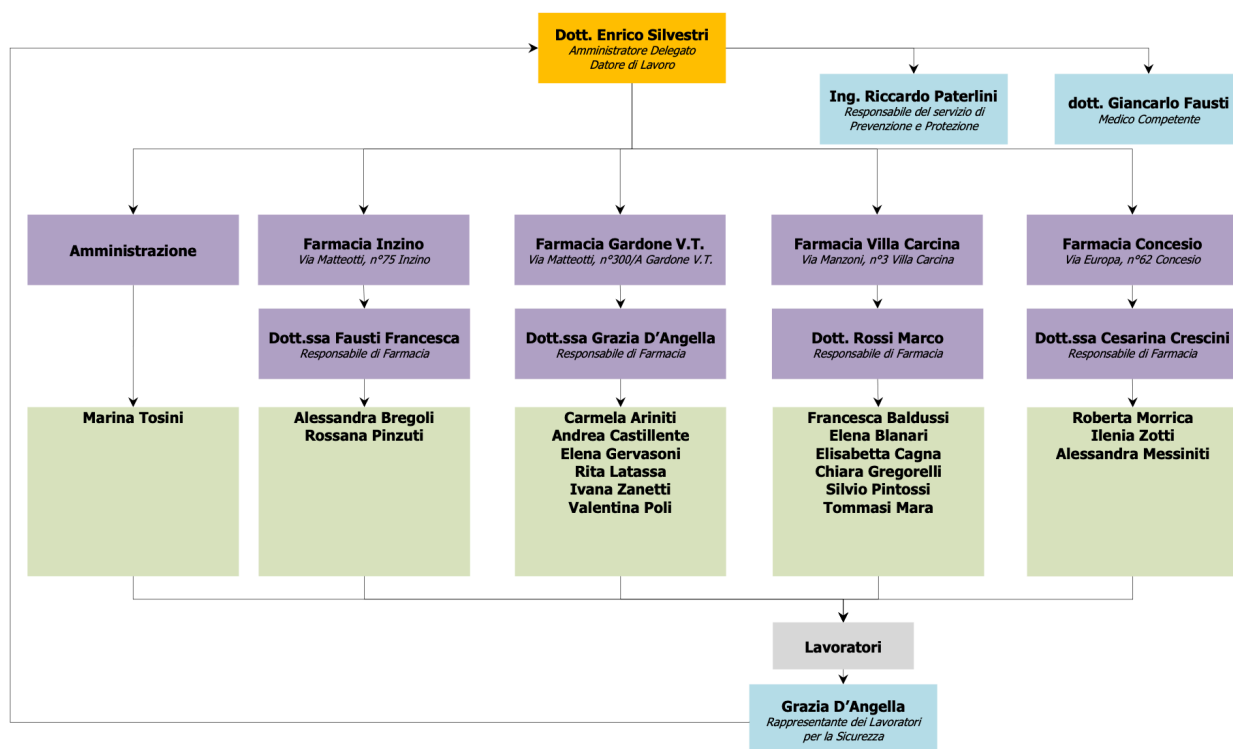 Dott. Enrico Silvestri
Amministratore Delegato
Datore di Lavoro
Ing. Riccardo Paterlini
Responsabile del servizio di
Prevenzione e Protezione
dott. Giancarlo Fausti
Medico Competente
Amministrazione
Farmacia Inzino
Via Matteotti, n°75 Inzino
Farmacia Gardone V.T.
Via Matteotti, n°300/A Gardone V.T.
Farmacia Villa Carcina
Via Manzoni, n°3 Villa Carcina
Farmacia Concesio
Via Europa, n°62 Concesio
Dott.ssa Fausti Francesca
Responsabile di Farmacia
Dott.ssa Grazia D'Angella
Responsabile di Farmacia
Dott. Rossi Marco
Responsabile di Farmacia
Dott.ssa Cesarina Crescini
Responsabile di Farmacia
Marina Tosini
Alessandra Bregoli
Rossana Pinzuti
Carmela Ariniti
Andrea Castillente
Elena Gervasoni
Rita Latassa
Ivana Zanetti
Valentina Poli
Francesca Baldussi
Elena Blanari
Elisabetta Cagna
Chiara Gregorelli
Silvio Pintossi
Tommasi Mara
Roberta Morrica
Ilenia Zotti
Alessandra Messiniti
Lavoratori
Grazia D'Angella
Rappresentante dei Lavoratori
per la Sicurezza